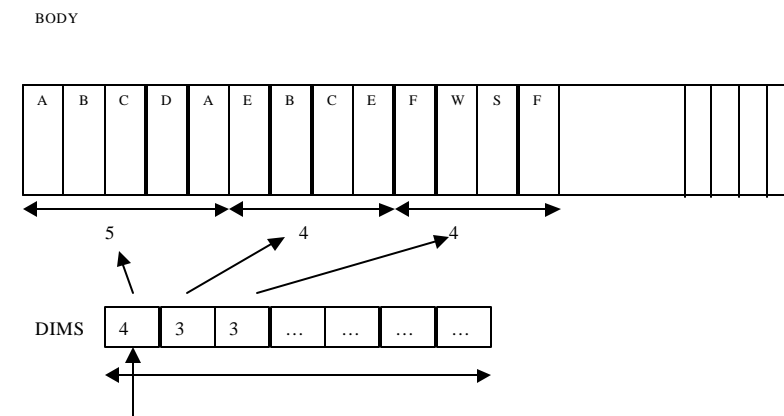 BODY
A B C D A E B C E F W S F
5 4 4
DIMS 4 3 3 … … … …